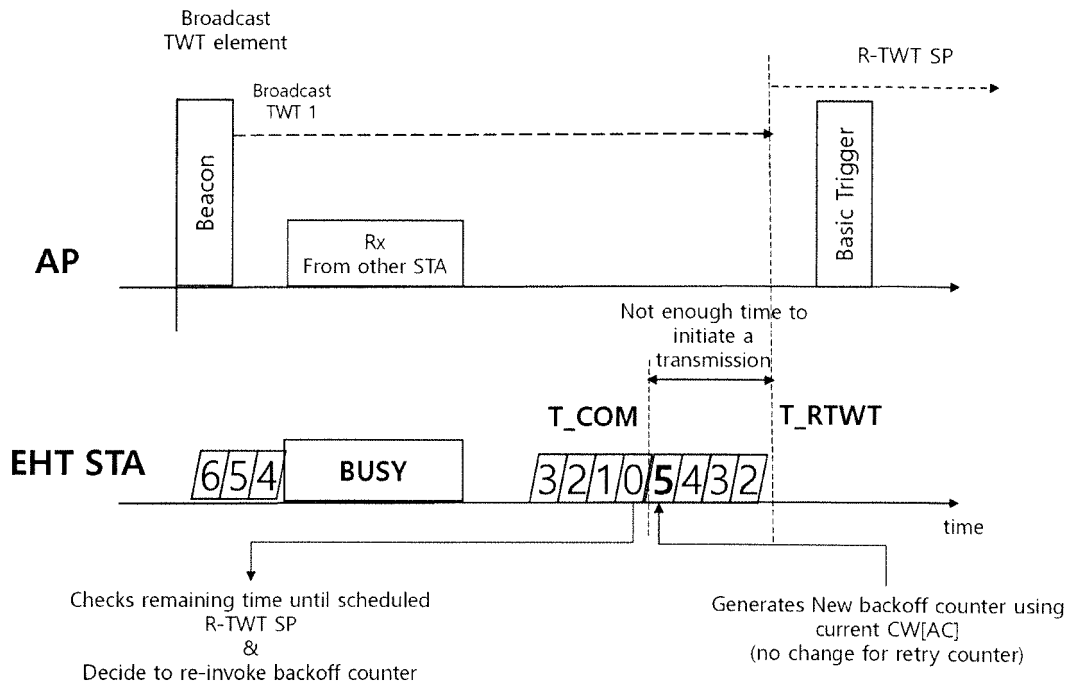 Broadcast
TWT element
R-TWT SP
Broadcast
TWT 1
Beacon
Basic Trigger
Rx
From other STA
AP
Not enough time to
initiate a
transmission
T_COM
T_RTWT
EHT STA
6 5 4
BUSY
3 2 1 0 5 4 3 2
time
Checks remaining time until scheduled
R-TWT SP
&
Decide to re-invoke backoff counter
Generates New backoff counter using
current CW[AC]
(no change for retry counter)